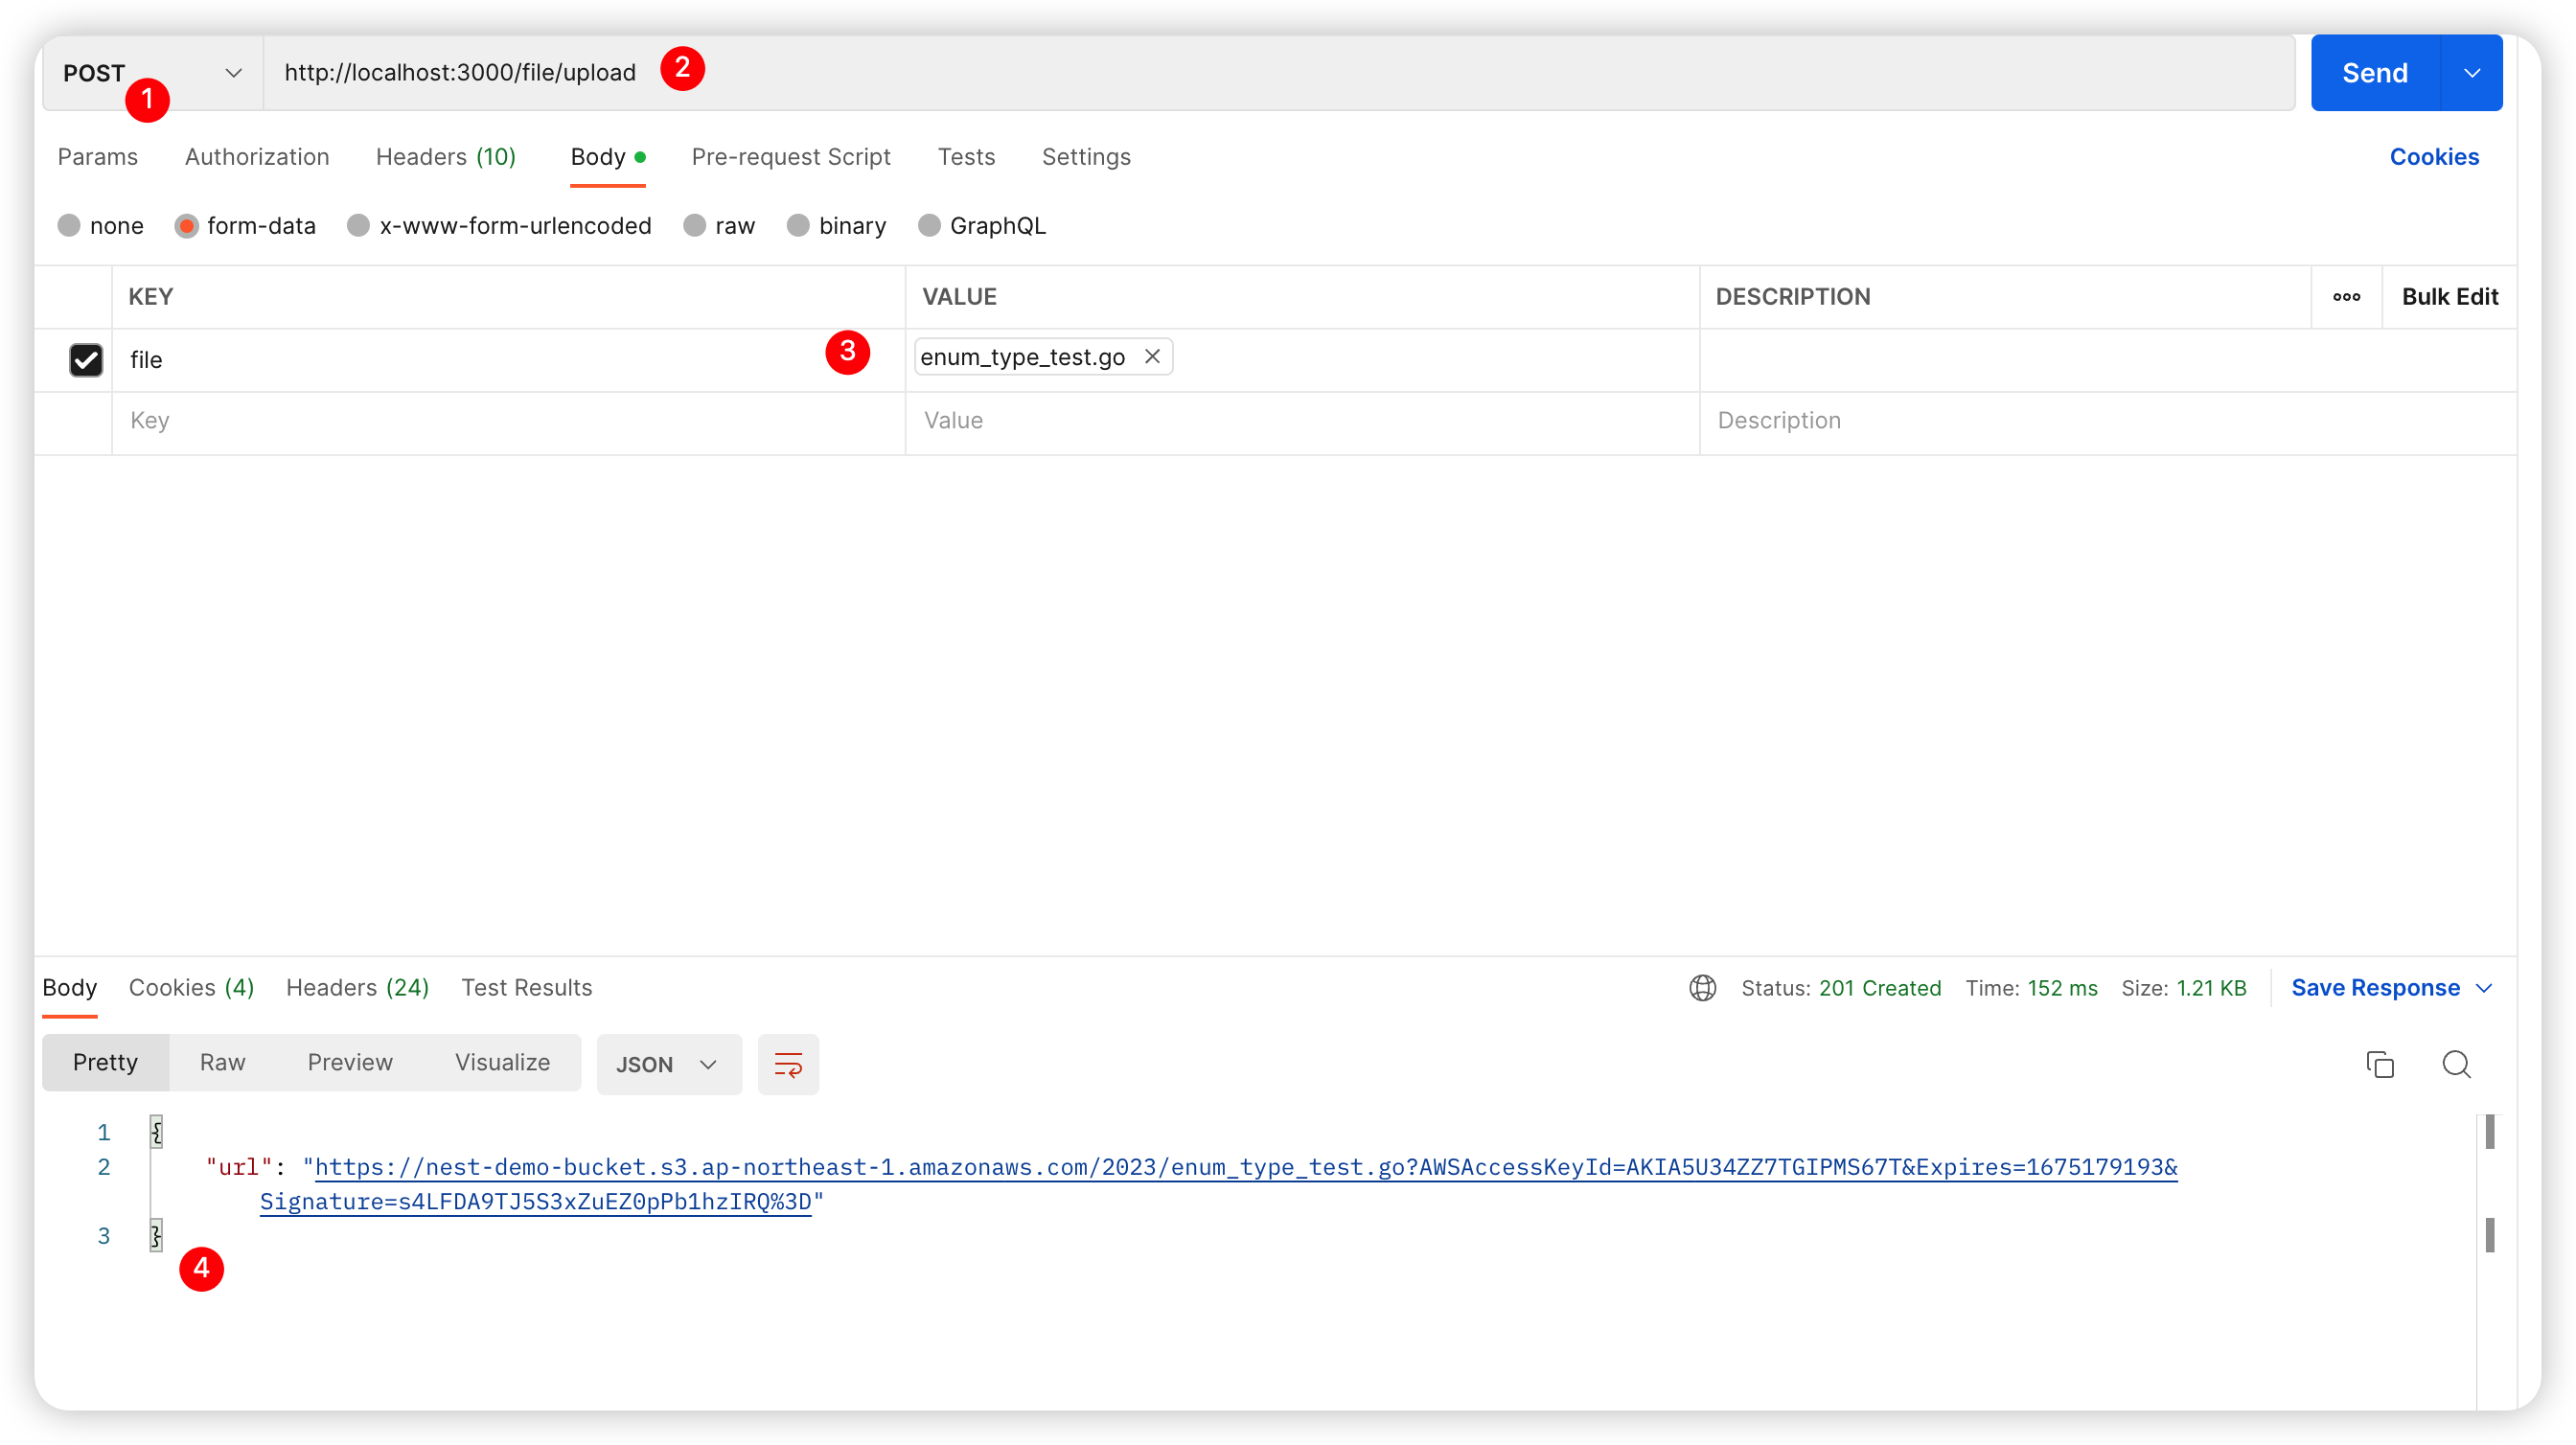 POST
1
http://localhost:3000/file/upload
2
Send
Params Authorization Headers (10) Body Pre-request Script Tests Settings Cookies
none form-data x-www-form-urlencoded raw binary GraphQL
KEY VALUE DESCRIPTION ooo Bulk Edit
file 3 enum_type_test.go
Key Value Description
Body Cookies (4) Headers (24) Test Results Status: 201 Created Time: 152 ms Size: 1.21 KB Save Response
Pretty Raw Preview Visualize JSON
1 {
2 "url": "https://nest-demo-bucket.s3.ap-northeast-1.amazonaws.com/2023/enum_type_test.go?AWSAccessKeyId=AKIA5U34ZZ7TGIPMS67T&Expires=1675179193&
Signature=s4LFDA9TJ5S3xZuEZ0pPb1hzIRQ%3D"
3 }
4